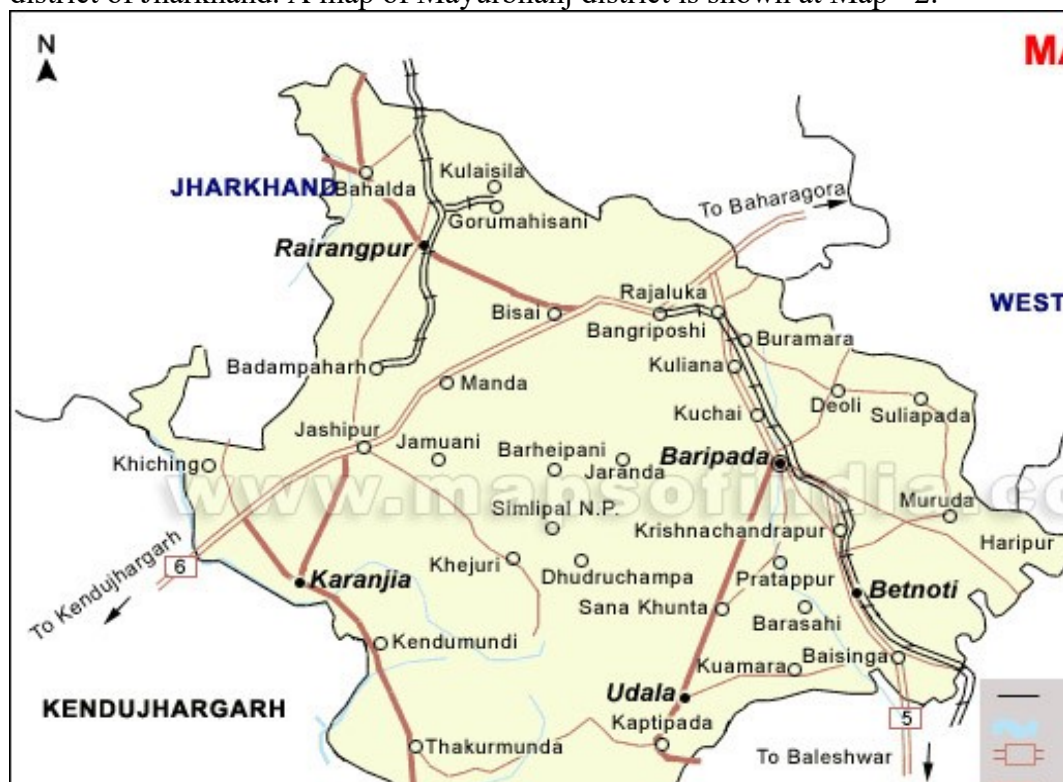 district of Jharkhand. A map of Mayurbhanj district is shown at Map - 2.
N
MA
Kulaisila
JHARKHAND
Bahalda
To Baharagora
Gorumahisani
Rairangpur
Rajaluka
WEST
Bisai
Bangriposhi
Buramara
Badampaharh
Kuliana
Manda
Deoli
Suliapada
Kuchai
Jashipur
Jamuani
Barheipani
Baripada
Khiching
Jaranda
www.mapsofindia.co
Muruda
Simlipal N.P.
Krishnachandrapur
Haripur
6
Khejuri
Dhudruchampa
Pratappur
To Kendujhargarh
Karanjia
Betnoti
Sana Khunta
Barasahi
Kendumundi
Kuamara
Baisinga
KENDUJHARGARH
Udala
5
Kaptipada
Thakurmunda
To Baleshwar